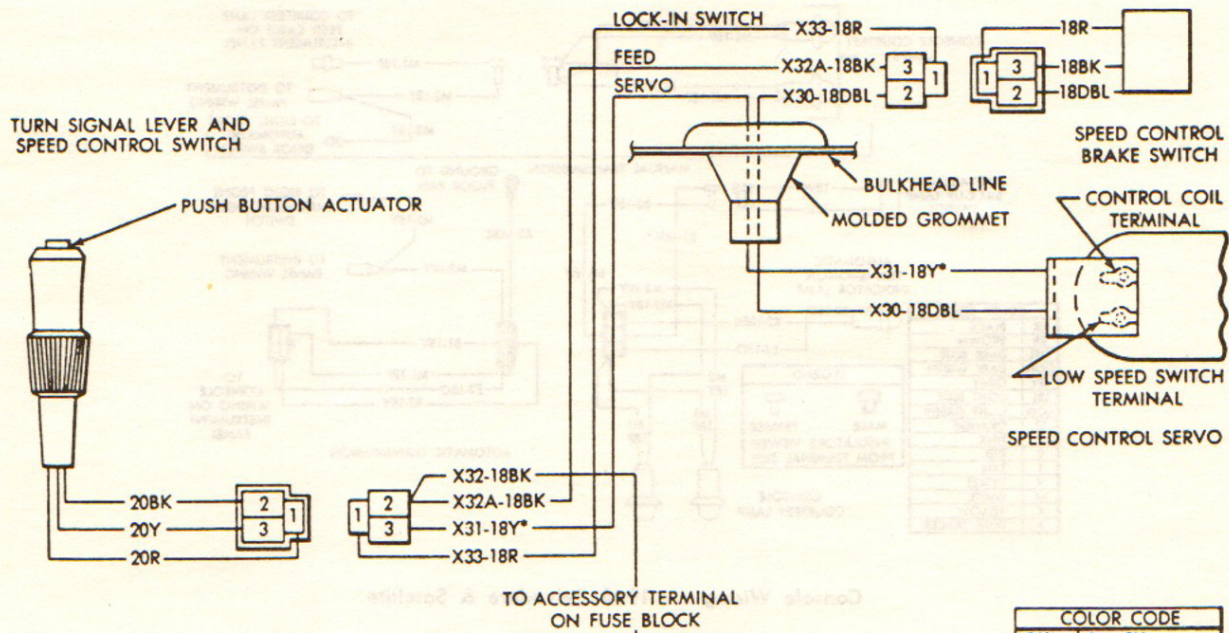 LOCK-IN SWITCH
X33-18R
18R
FEED
X32A-18BK
3
1
2
1
3
2
18BK
SERVO
X30-18DBL
18DBL
TURN SIGNAL LEVER AND
SPEED CONTROL SWITCH
SPEED CONTROL
BRAKE SWITCH
PUSH BUTTON ACTUATOR
BULKHEAD LINE
MOLDED GROMMET
CONTROL COIL
TERMINAL
X31-18Y*
X30-18DBL
LOW SPEED SWITCH
TERMINAL
SPEED CONTROL SERVO
20BK
2
1
3
20Y
20R
1
2
3
X32-18BK
X32A-18BK
X31-18Y*
X33-18R
TO ACCESSORY TERMINAL
ON FUSE BLOCK
COLOR CODE